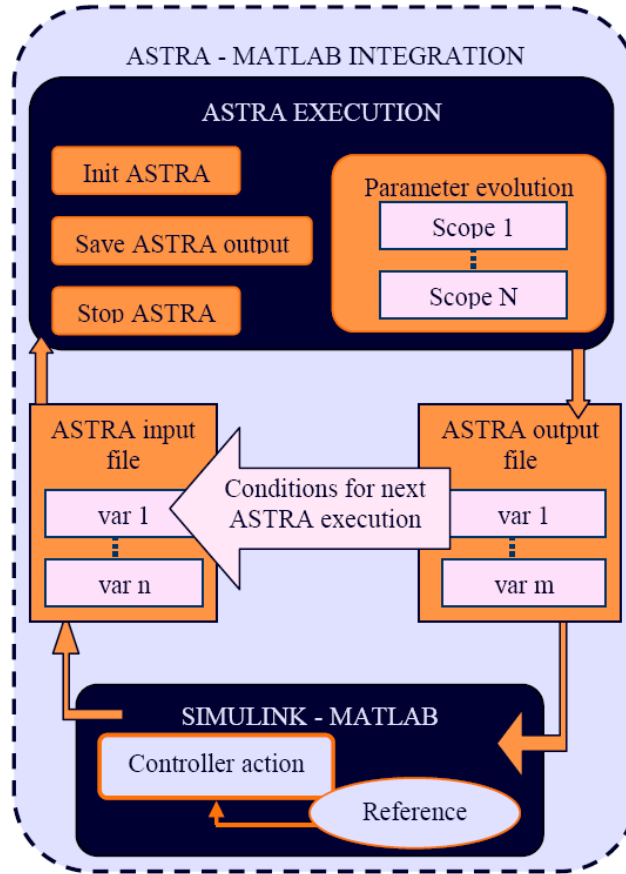 ASTRA - MATLAB INTEGRATION
ASTRA EXECUTION
Init ASTRA
Save ASTRA output
Stop ASTRA
Parameter evolution
Scope 1
Scope N
ASTRA input
file
var 1
var n
Conditions for next
ASTRA execution
ASTRA output
file
var 1
var m
SIMULINK - MATLAB
Controller action
Reference